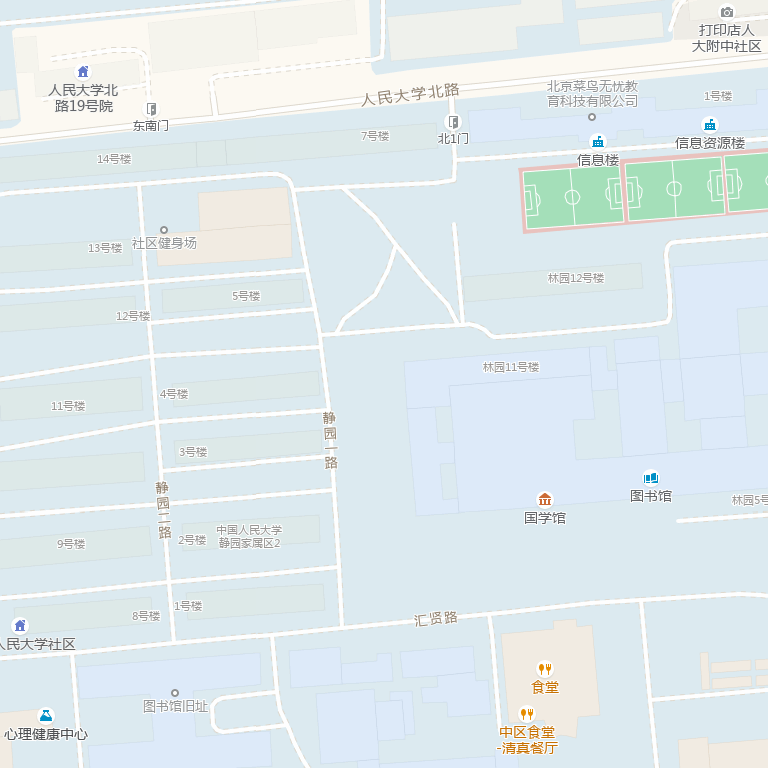 打印店人
大附中社区
人民大学北
路19号院
人民大学北路
北京菜鸟无忧教
育科技有限公司
1号楼
东南门
7号楼
北1门
信息楼
信息资源楼
14号楼
13号楼
社区健身场
林园12号楼
5号楼
12号楼
林园11号楼
4号楼
11号楼
静园一路
3号楼
静园二路
图书馆
国学馆
林园5号
中国人民大学
静园家属区2
2号楼
9号楼
1号楼
8号楼
汇贤路
人民大学社区
食堂
图书馆旧址
心理健康中心
中区食堂
-清真餐厅